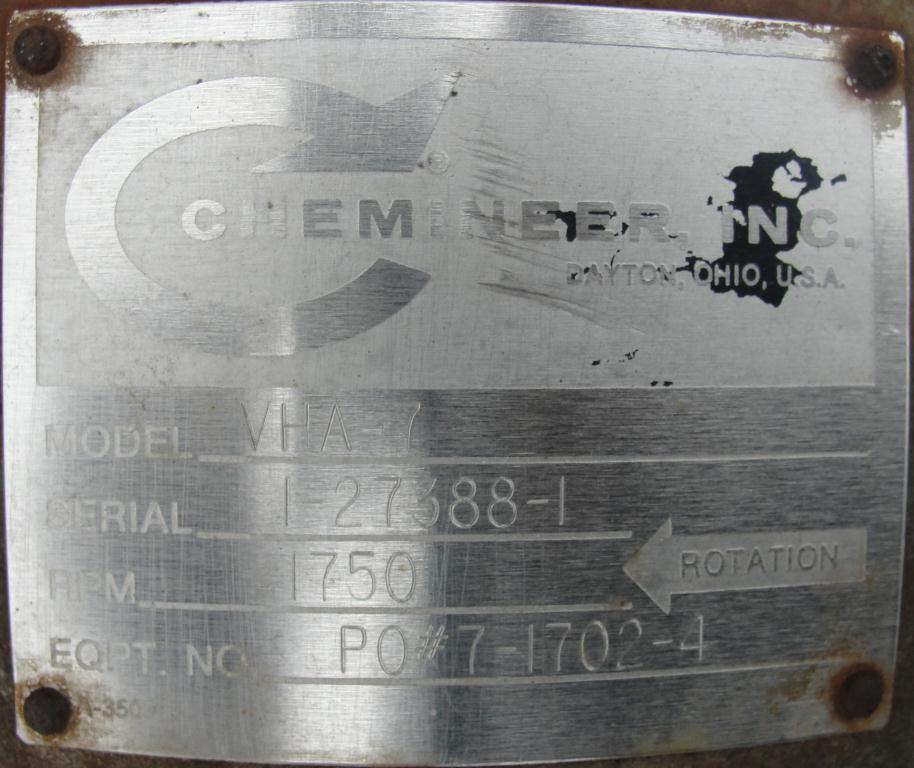 ®
CHEMINEER, INC.
DAYTON, OHIO, U.S.A.
MODEL VHA-7
SERIAL 1-27388-1
RPM 1750
ROTATION
EQPT. NO PO#7-1702-4